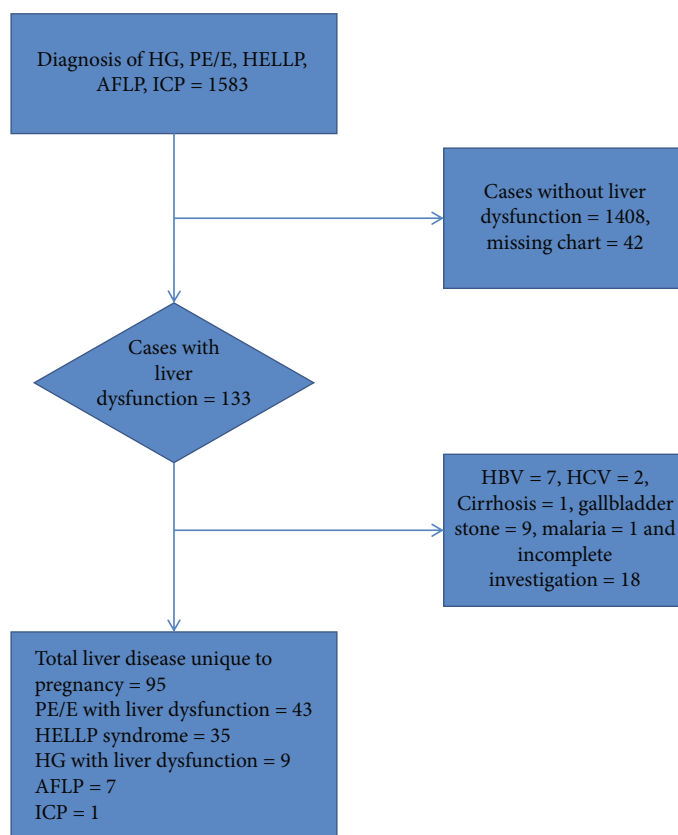 Diagnosis of HG, PE/E, HELLP,
AFLP, ICP = 1583
Cases without liver
dysfunction = 1408,
missing chart = 42
Cases with
liver
dysfunction = 133
HBV = 7, HCV = 2,
Cirrhosis = 1, gallbladder
stone = 9, malaria = 1 and
incomplete
investigation = 18
Total liver disease unique to
pregnancy = 95
PE/E with liver dysfunction = 43
HELLP syndrome = 35
HG with liver dysfunction = 9
AFLP = 7
ICP = 1